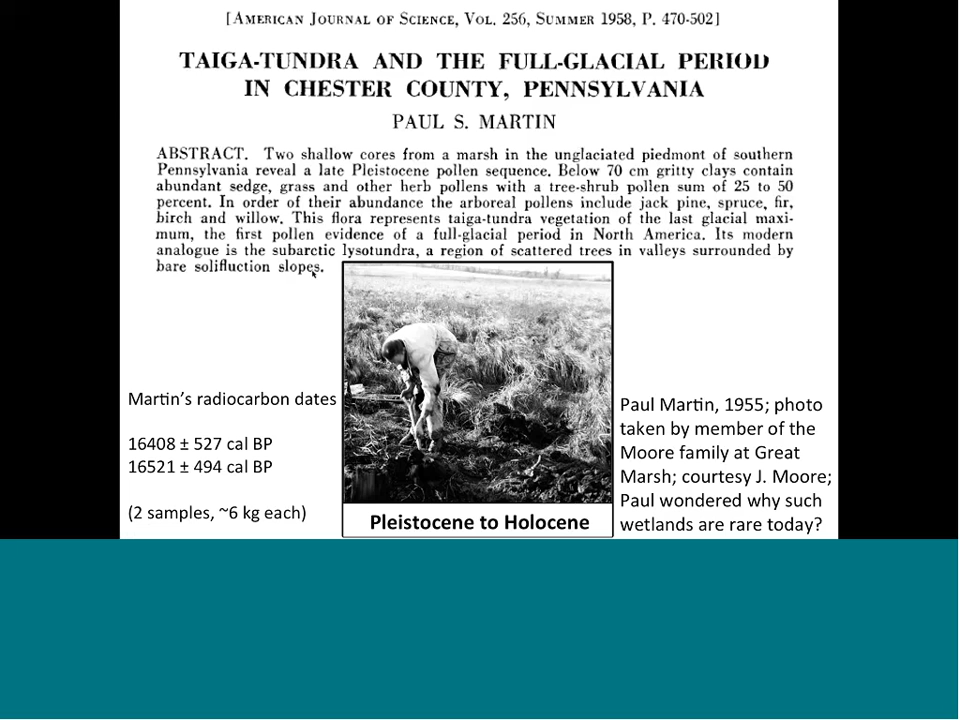 [American Journal of Science, Vol. 256, Summer 1958, P. 470-502]
TAIGA-TUNDRA AND THE FULL-GLACIAL PERIOD
IN CHESTER COUNTY, PENNSYLVANIA
PAUL S. MARTIN
ABSTRACT. Two shallow cores from a marsh in the unglaciated piedmont of southern
Pennsylvania reveal a late Pleistocene pollen sequence. Below 70 cm gritty clays contain
abundant sedge, grass and other herb pollens with a tree-shrub pollen sum of 25 to 50
percent. In order of their abundance the arboreal pollens include jack pine, spruce, fir,
birch and willow. This flora represents taiga-tundra vegetation of the last glacial maxi-
mum, the first pollen evidence of a full-glacial period in North America. Its modern
analogue is the subarctic lysotundra, a region of scattered trees in valleys surrounded by
bare solifluction slopes.
Martin's radiocarbon dates
16408 ± 527 cal BP
16521 ± 494 cal BP
(2 samples, ~6 kg each)
Pleistocene to Holocene
Paul Martin, 1955; photo
taken by member of the
Moore family at Great
Marsh; courtesy J. Moore;
Paul wondered why such
wetlands are rare today?